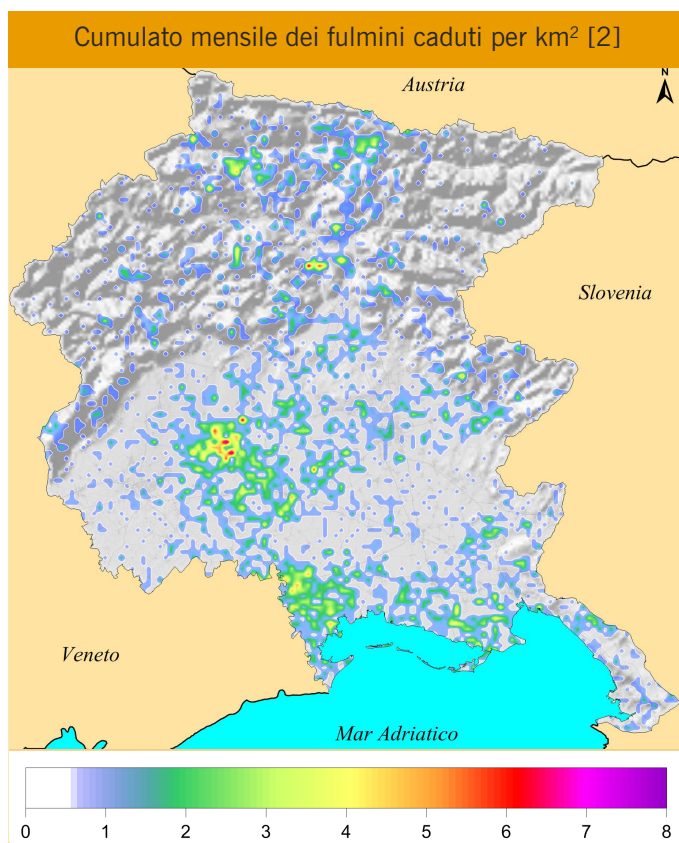 Cumulato mensile dei fulmini caduti per km² [2]
Austria
N
Slovenia
Veneto
Mar Adriatico
0 1 2 3 4 5 6 7 8